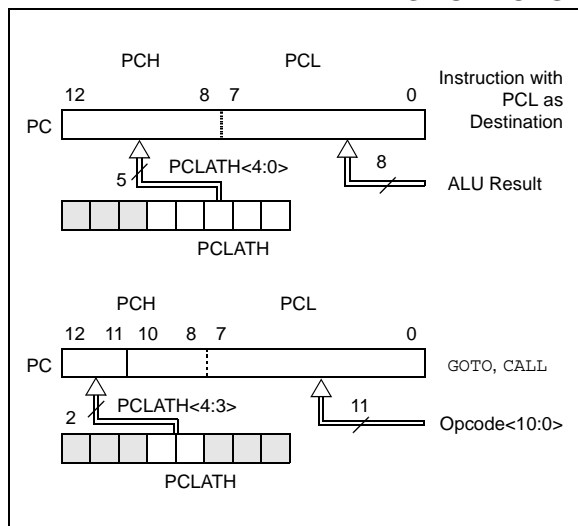 PCH PCL
12 8 7 0
Instruction with
PCL as
Destination
PC
PCLATH<4:0>
5 8
ALU Result
PCLATH
PCH PCL
12 11 10 8 7 0
PC
GOTO, CALL
PCLATH<4:3>
2 11
Opcode<10:0>
PCLATH